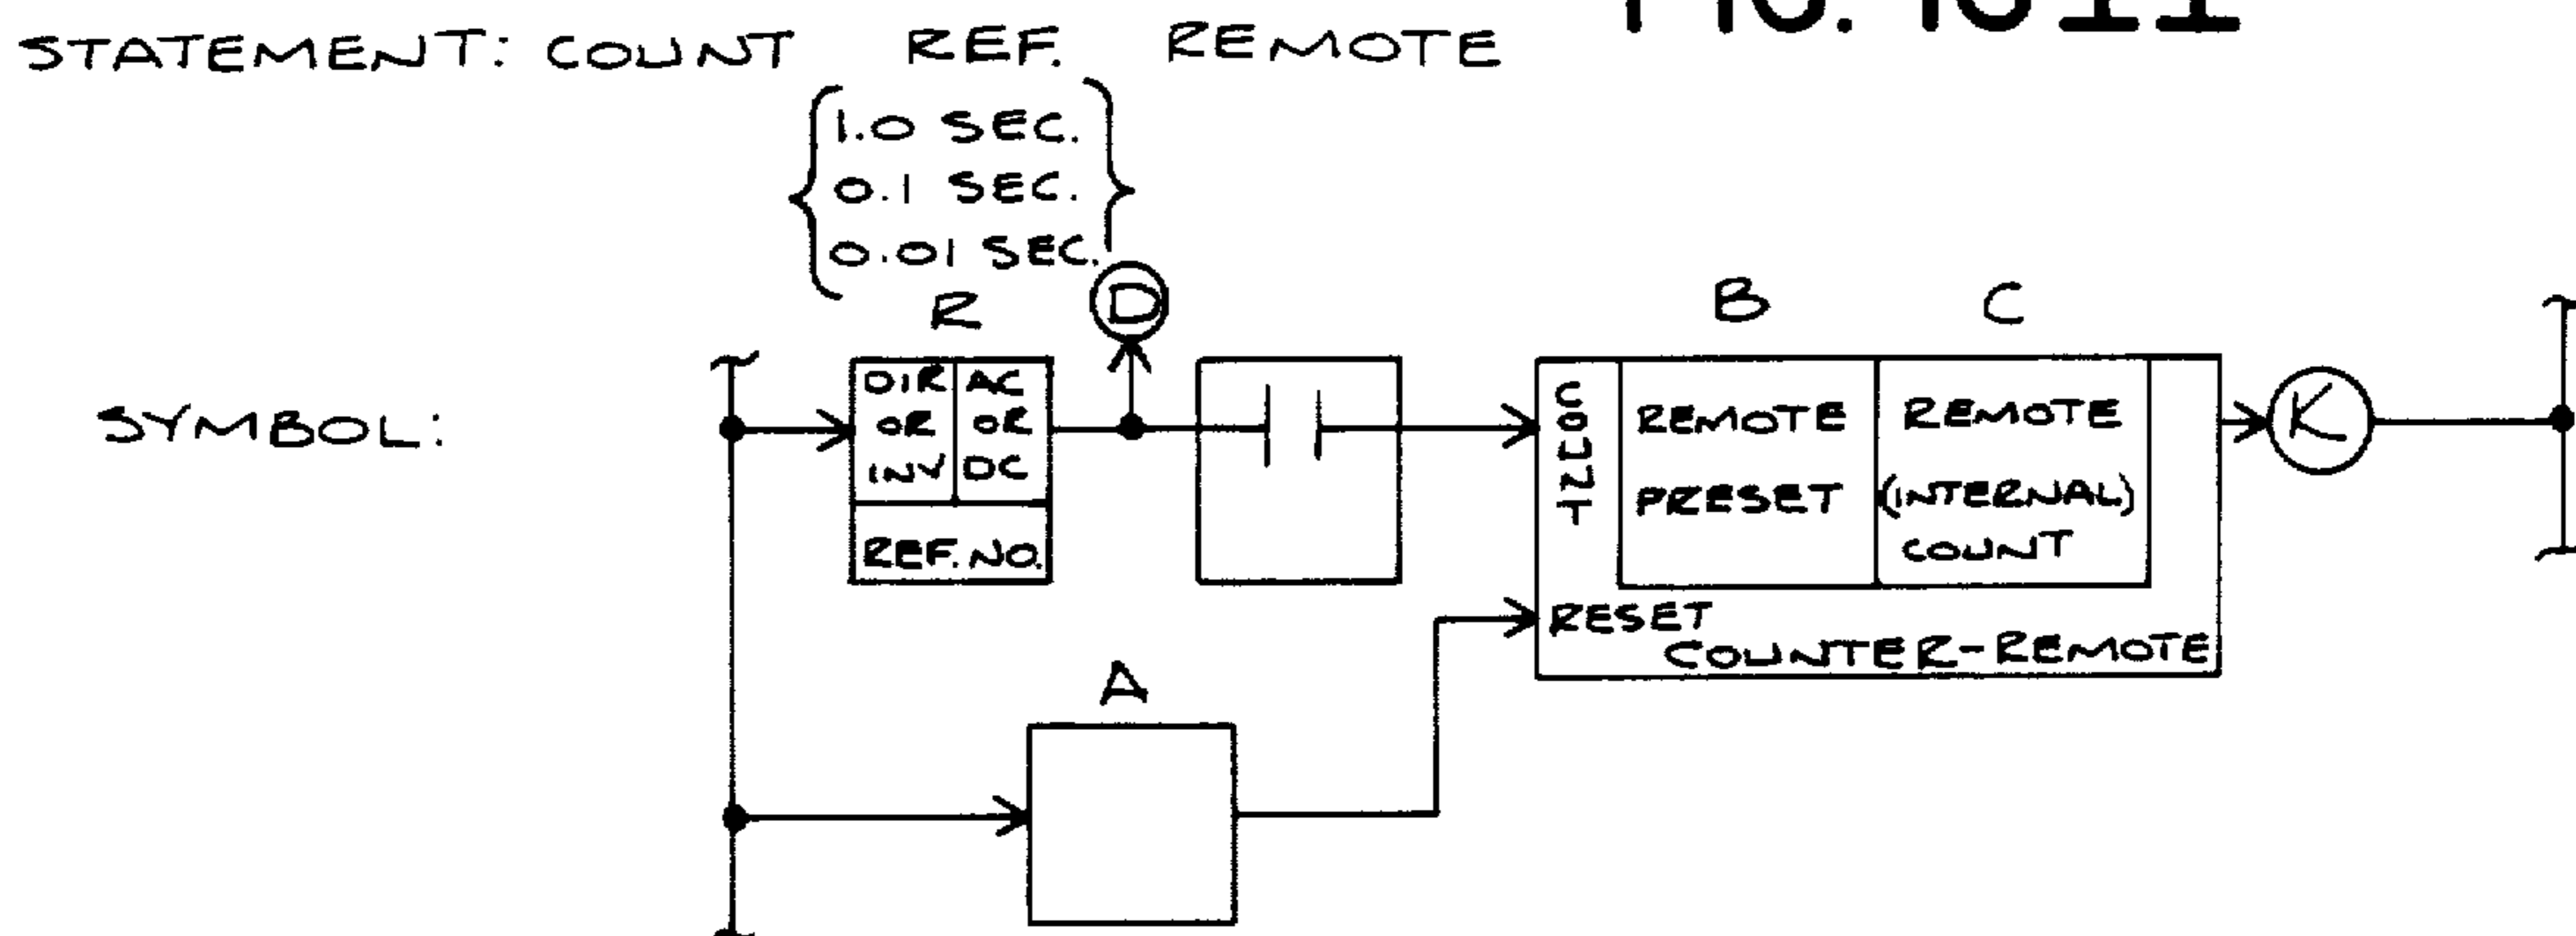 STATEMENT: COUNT REF. REMOTE
1.0 SEC.
0.1 SEC.
0.01 SEC.
R
D
B C
SYMBOL:
DIR OR INV
AC OR DC
REF. NO.
COUNT
REMOTE PRESET
REMOTE (INTERNAL) COUNT
K
RESET
COUNTER-REMOTE
A